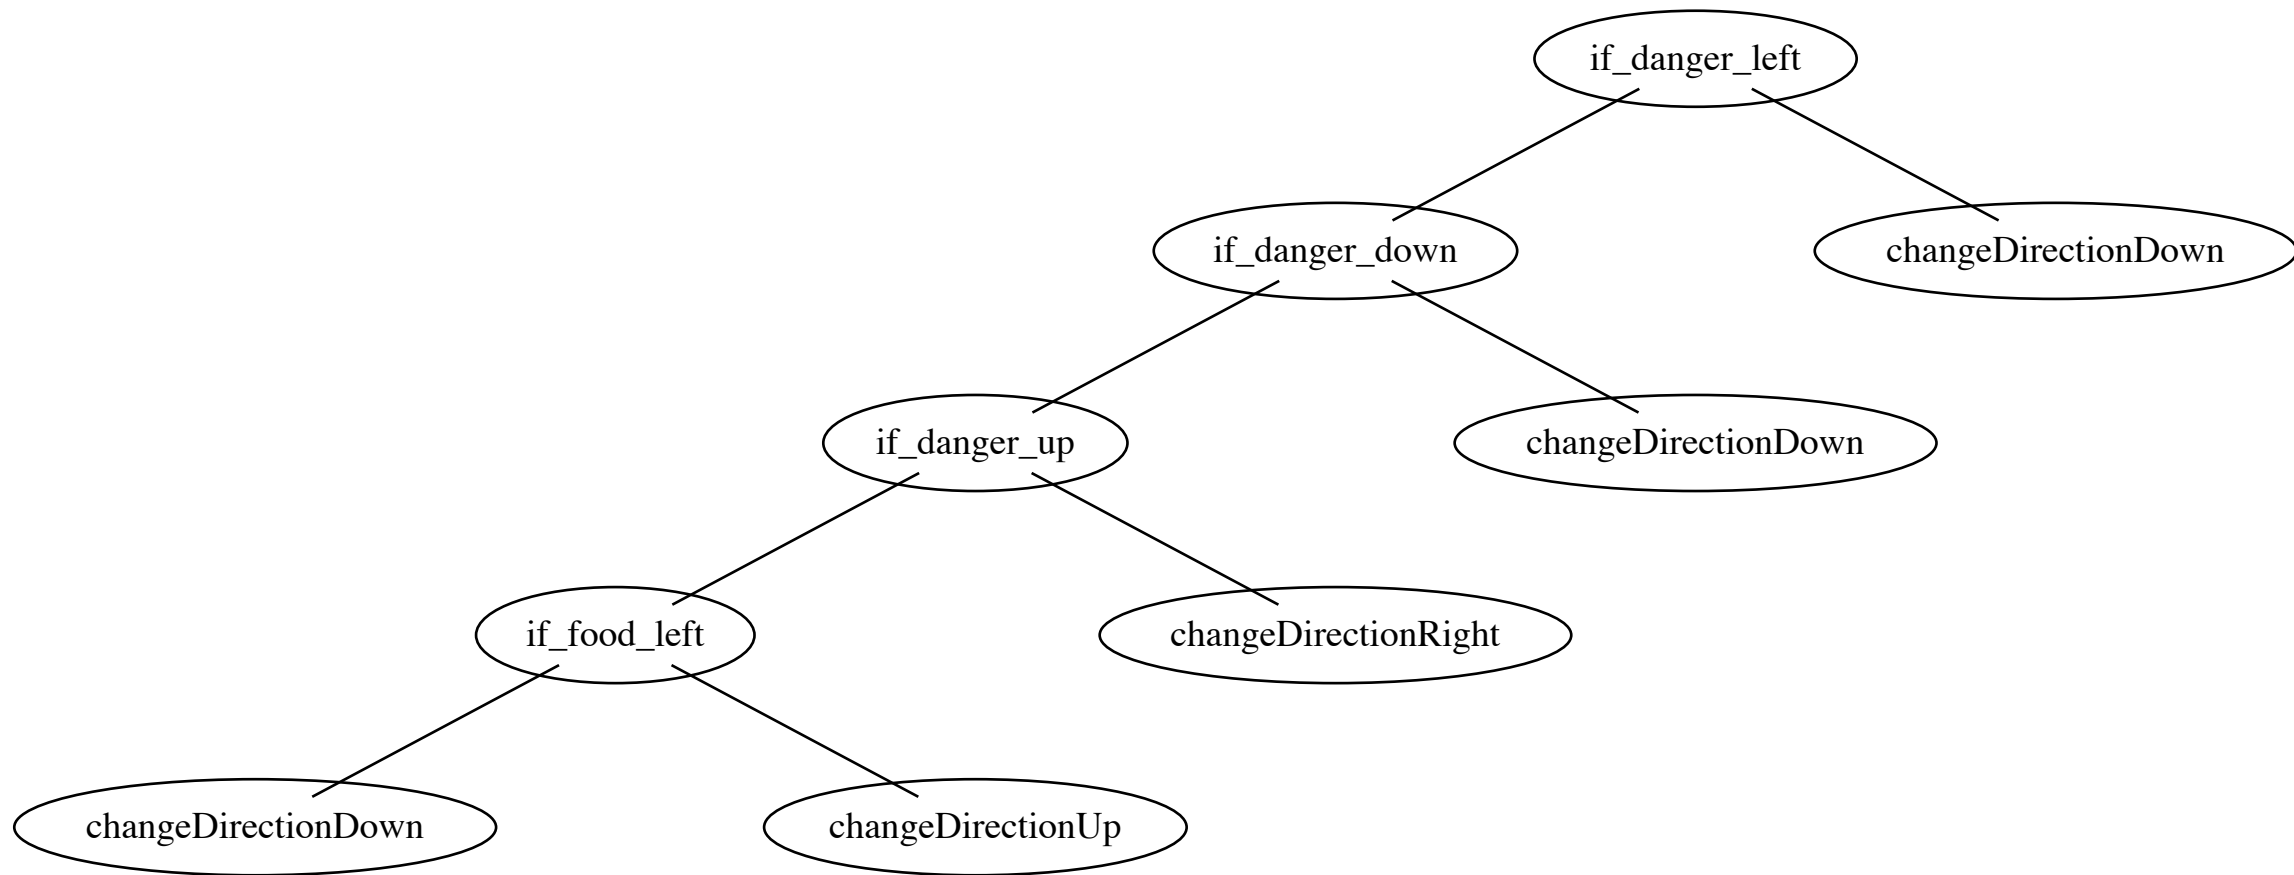 if_danger_left
if_danger_down
changeDirectionDown
if_danger_up
changeDirectionDown
if_food_left
changeDirectionRight
changeDirectionDown
changeDirectionUp